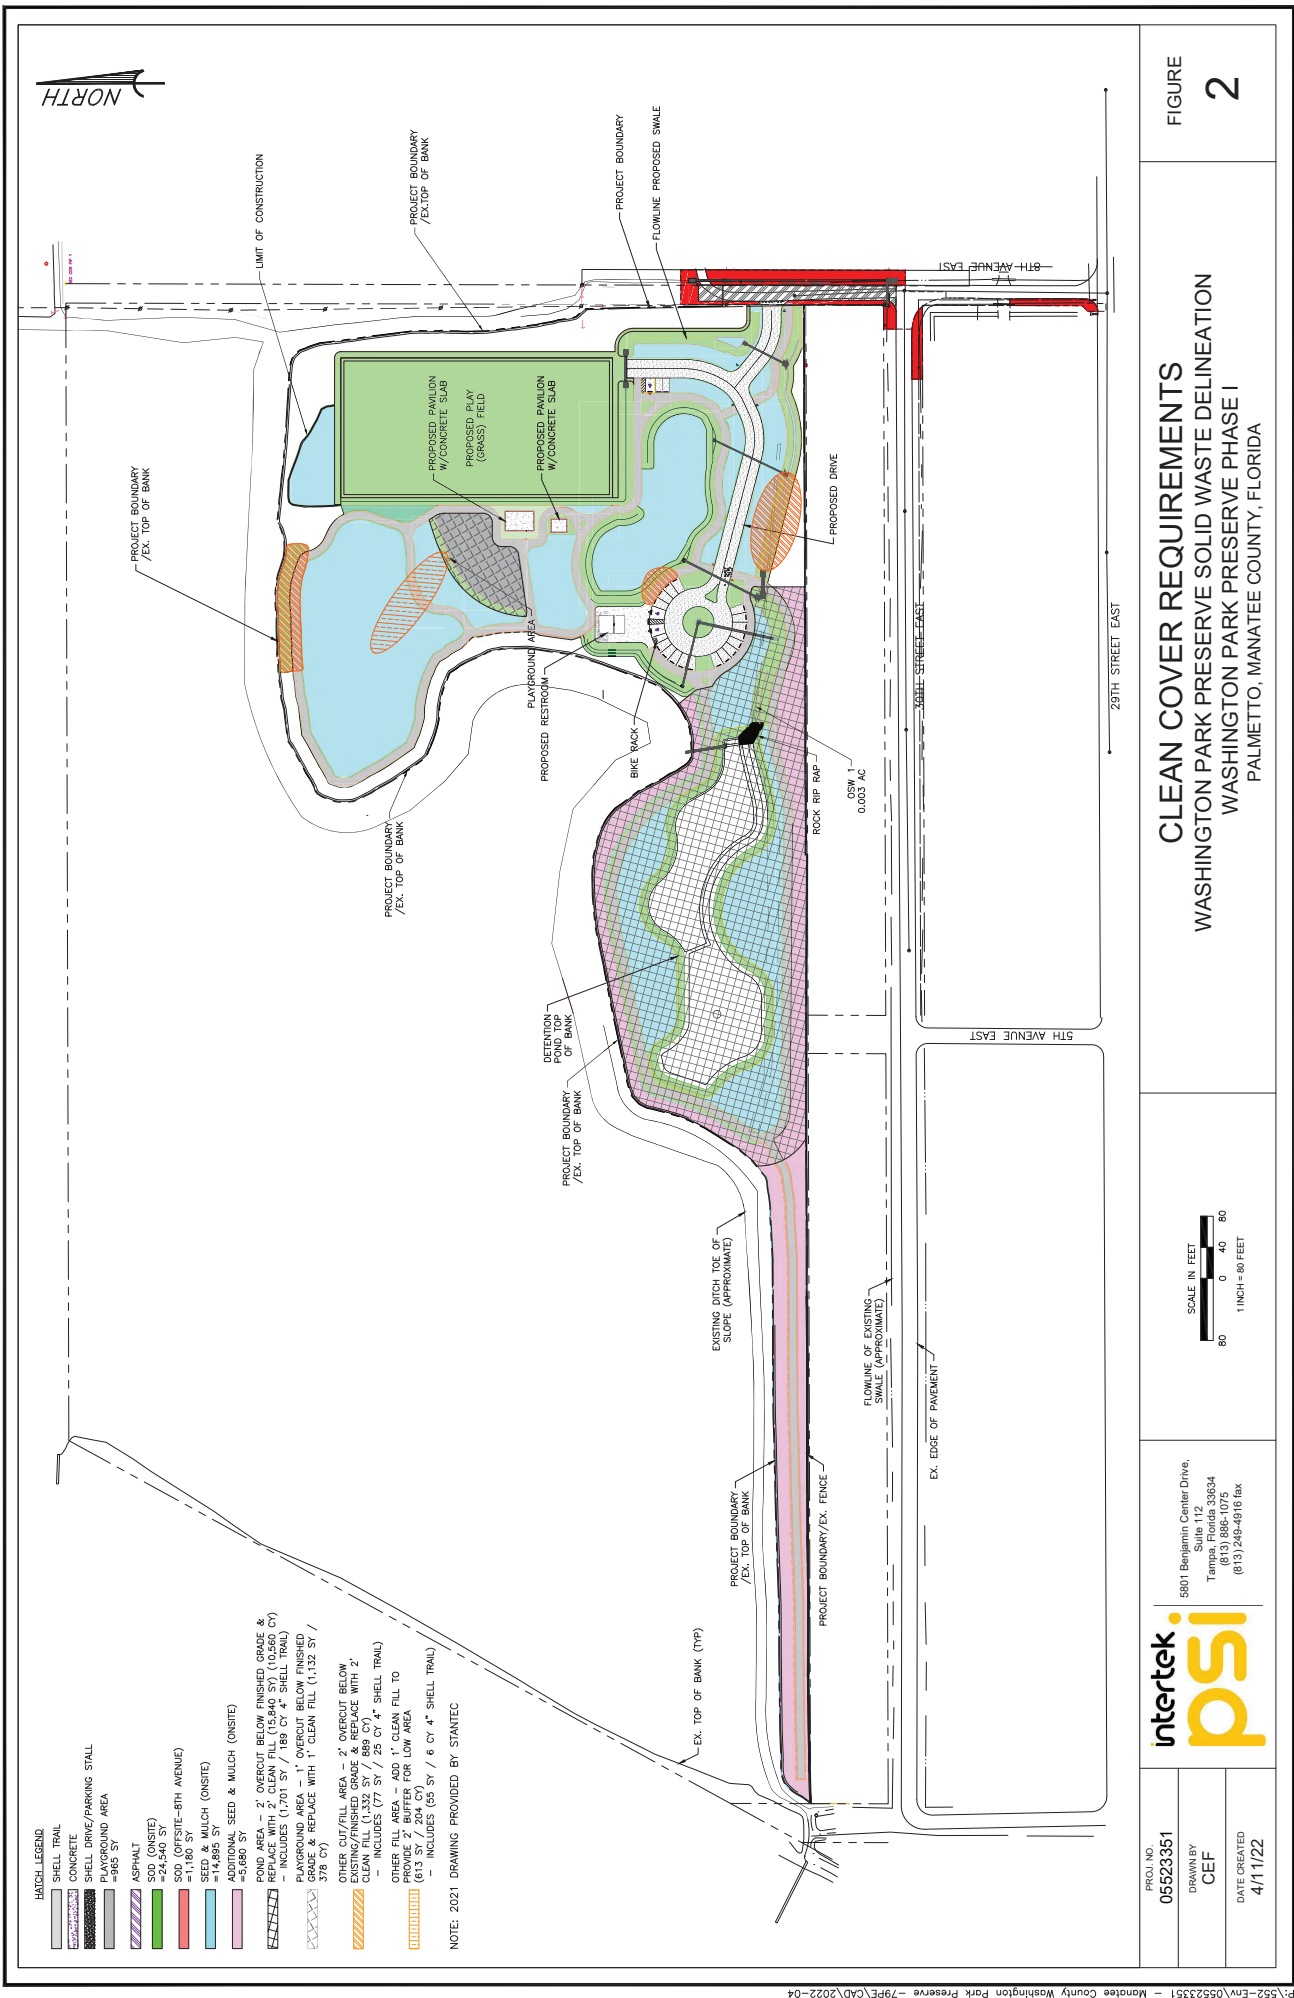 NORTH
LIMIT OF CONSTRUCTION
PROJECT BOUNDARY
/EX.TOP OF BANK
PROJECT BOUNDARY
FLOWLINE PROPOSED SWALE
8TH AVENUE EAST
PROJECT BOUNDARY
/EX. TOP OF BANK
PROPOSED PAVILION
W/CONCRETE SLAB
PROPOSED PLAY
(GRASS) FIELD
PROPOSED PAVILION
W/CONCRETE SLAB
PROPOSED DRIVE
PLAYGROUND AREA
PROPOSED RESTROOM
BIKE RACK
ROCK RIP RAP
OSW 1
0.003 AC
30TH STREET EAST
29TH STREET EAST
PROJECT BOUNDARY
/EX. TOP OF BANK
DETENTION
POND TOP
OF BANK
PROJECT BOUNDARY
/EX. TOP OF BANK
5TH AVENUE EAST
EXISTING DITCH TOE OF
SLOPE (APPROXIMATE)
FLOWLINE OF EXISTING
SWALE (APPROXIMATE)
EX. EDGE OF PAVEMENT
PROJECT BOUNDARY
/EX. TOP OF BANK
PROJECT BOUNDARY/EX. FENCE
EX. TOP OF BANK (TYP)
HATCH LEGEND
SHELL TRAIL
CONCRETE
SHELL DRIVE/PARKING STALL
PLAYGROUND AREA
=965 SY
ASPHALT
SOD (ONSITE)
=24,540 SY
SOD (OFFSITE-8TH AVENUE)
=1,180 SY
SEED & MULCH (ONSITE)
=14,895 SY
ADDITIONAL SEED & MULCH (ONSITE)
=5,680 SY
POND AREA - 2' OVERCUT BELOW FINISHED GRADE &
REPLACE WITH 2' CLEAN FILL (15,840 SY) (10,560 CY)
- INCLUDES (1,701 SY / 189 CY 4" SHELL TRAIL)
PLAYGROUND AREA - 1' OVERCUT BELOW FINISHED
GRADE & REPLACE WITH 1' CLEAN FILL (1,132 SY /
378 CY)
OTHER CUT/FILL AREA - 2' OVERCUT BELOW
EXISTING/FINISHED GRADE & REPLACE WITH 2'
CLEAN FILL (1,332 SY / 889 CY)
- INCLUDES (77 SY / 25 CY 4" SHELL TRAIL)
OTHER FILL AREA - ADD 1' CLEAN FILL TO
PROVIDE 2' BUFFER FOR LOW AREA
(613 SY / 204 CY)
- INCLUDES (55 SY / 6 CY 4" SHELL TRAIL)
NOTE: 2021 DRAWING PROVIDED BY STANTEC
PROJ. NO.
05523351
DRAWN BY
CEF
DATE CREATED
4/11/22
intertek
psi
5801 Benjamin Center Drive,
Suite 112
Tampa, Florida 33634
(813) 886-1075
(813) 249-4916 fax
SCALE IN FEET
80 0 40 80
1 INCH = 80 FEET
CLEAN COVER REQUIREMENTS
WASHINGTON PARK PRESERVE SOLID WASTE DELINEATION
WASHINGTON PARK PRESERVE PHASE I
PALMETTO, MANATEE COUNTY, FLORIDA
FIGURE
2
P:\552-Env\05523351 - Manatee County Washington Park Preserve -79PE\CAD\2022-04